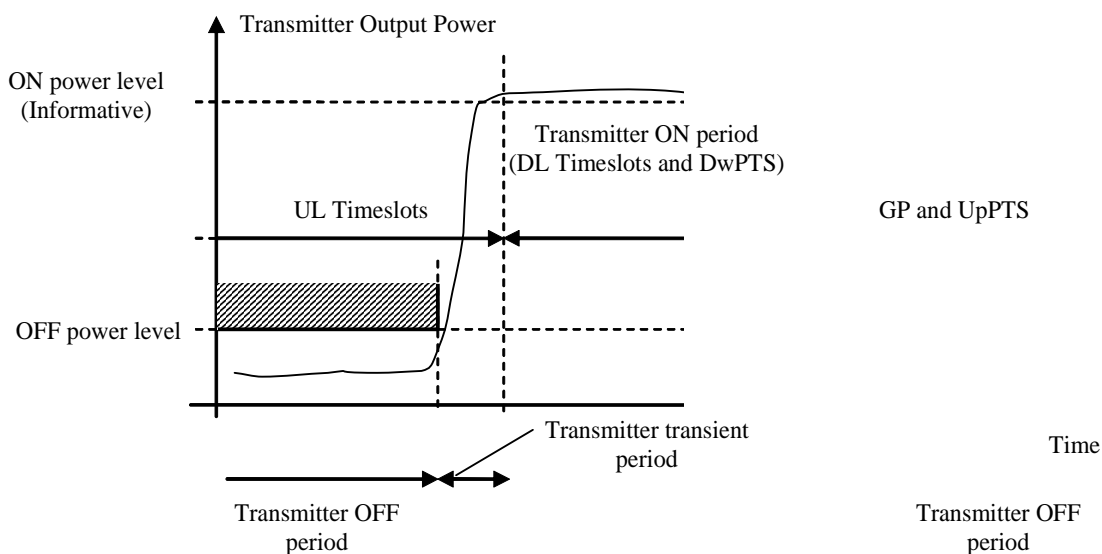 Transmitter Output Power
ON power level
(Informative)
Transmitter ON period
(DL Timeslots and DwPTS)
UL Timeslots
GP and UpPTS
OFF power level
Transmitter transient
period
Time
Transmitter OFF
period
Transmitter OFF
period